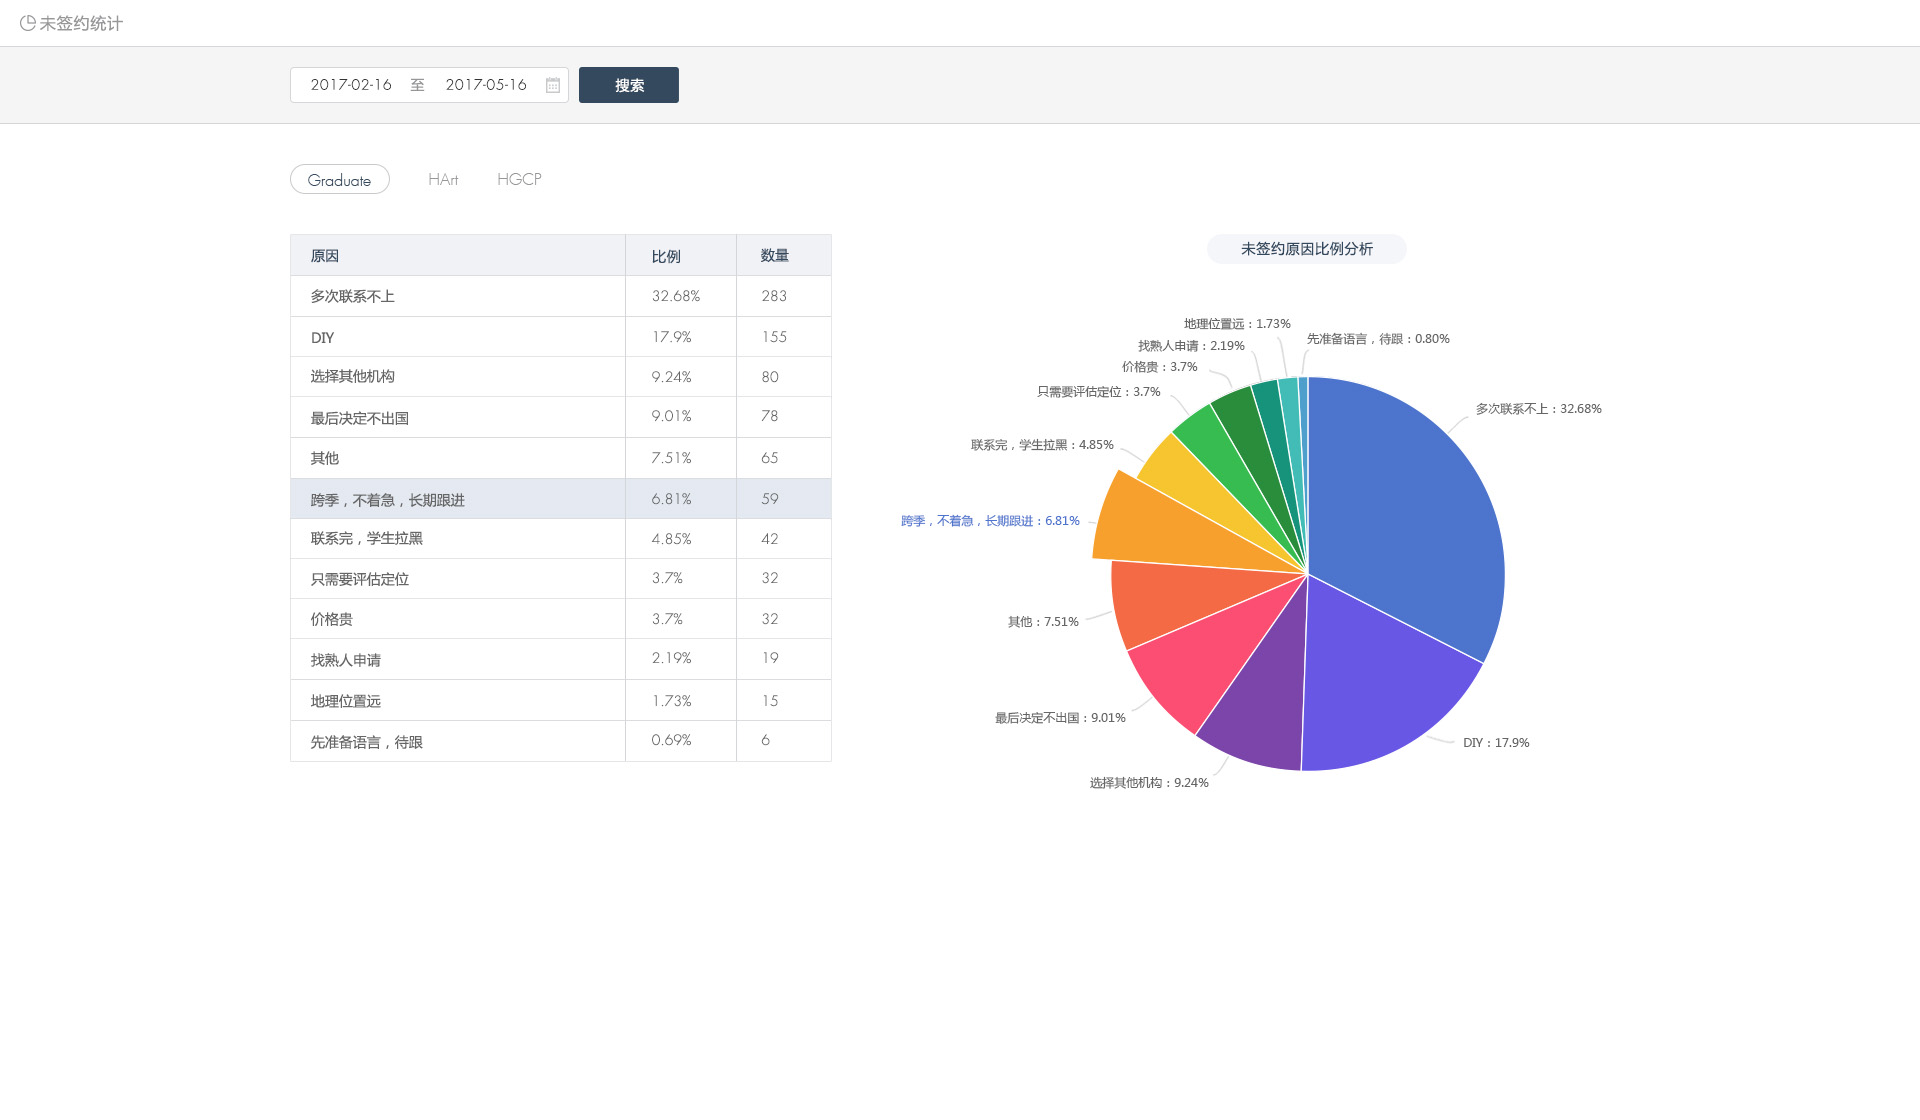 未签约统计
2017-02-16 至 2017-05-16 搜索
Graduate HArt HGCP
原因 比例 数量
多次联系不上 32.68% 283
DIY 17.9% 155
选择其他机构 9.24% 80
最后决定不出国 9.01% 78
其他 7.51% 65
跨季，不着急，长期跟进 6.81% 59
联系完，学生拉黑 4.85% 42
只需要评估定位 3.7% 32
价格贵 3.7% 32
找熟人申请 2.19% 19
地理位置远 1.73% 15
先准备语言，待跟 0.69% 6
未签约原因比例分析
地理位置远：1.73%
先准备语言，待跟：0.80%
找熟人申请：2.19%
价格贵：3.7%
只需要评估定位：3.7%
多次联系不上：32.68%
联系完，学生拉黑：4.85%
跨季，不着急，长期跟进：6.81%
其他：7.51%
最后决定不出国：9.01%
DIY：17.9%
选择其他机构：9.24%